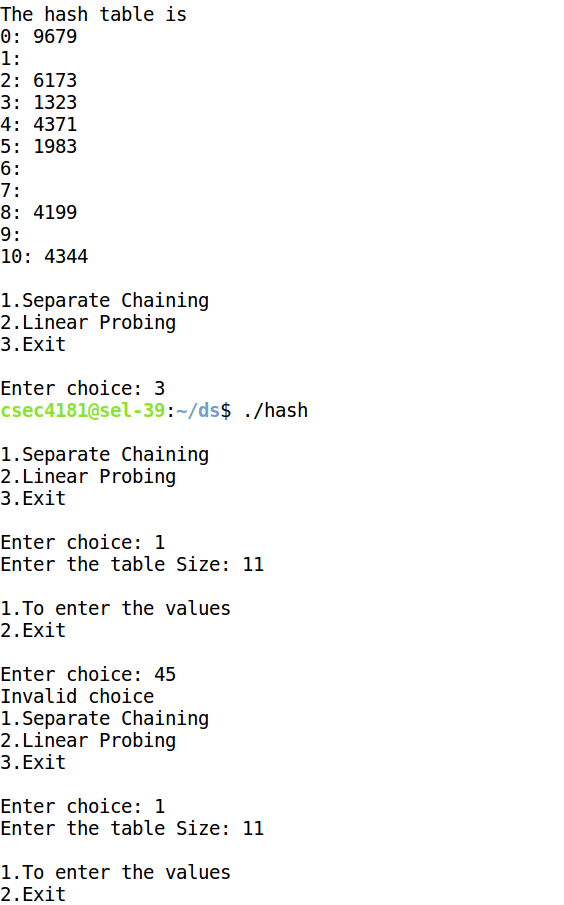 The hash table is
0: 9679
1:
2: 6173
3: 1323
4: 4371
5: 1983
6:
7:
8: 4199
9:
10: 4344
1.Separate Chaining
2.Linear Probing
3.Exit
Enter choice: 3
csec4181@sel-39:~/ds$ ./hash
1.Separate Chaining
2.Linear Probing
3.Exit
Enter choice: 1
Enter the table Size: 11
1.To enter the values
2.Exit
Enter choice: 45
Invalid choice
1.Separate Chaining
2.Linear Probing
3.Exit
Enter choice: 1
Enter the table Size: 11
1.To enter the values
2.Exit